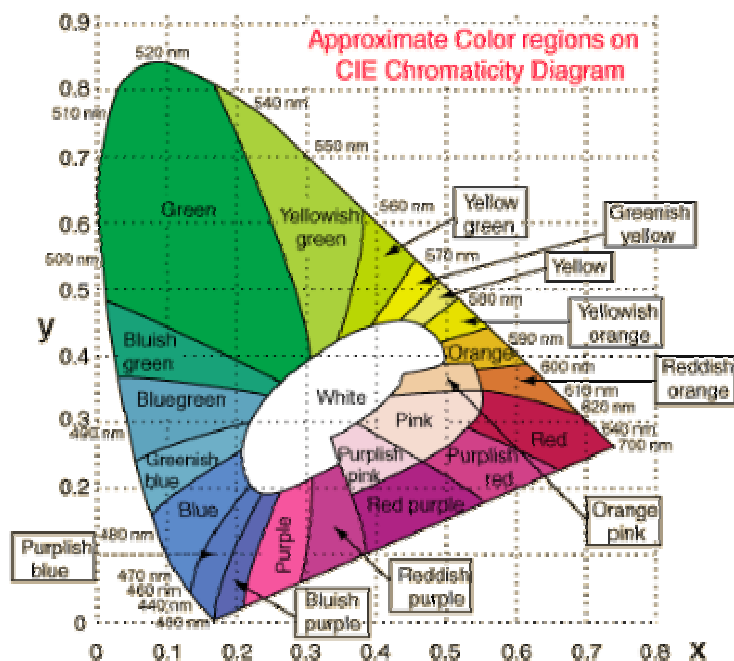 Approximate Color regions on
CIE Chromaticity Diagram
0.9
520 nm
0.8
540 nm
510 nm
550 nm
0.7
560 nm
Yellow
green
Greenish
yellow
Green
Yellowish
green
0.6
570 nm
500 nm
Yellow
0.5
580 nm
Yellowish
orange
y
590 nm
Bluish
green
0.4
Orange
600 nm
Reddish
orange
Bluegreen
White
610 nm
620 nm
0.3
Pink
490 nm
640 nm
Red
700 nm
Greenish
blue
Purplish
pink
Purplish
red
0.2
Blue
Red purple
Orange
pink
480 nm
Purplish
blue
0.1
Purple
470 nm
460 nm
440 nm
Reddish
purple
Bluish
purple
0
0 0.1 0.2 0.3 0.4 0.5 0.6 0.7 0.8 x